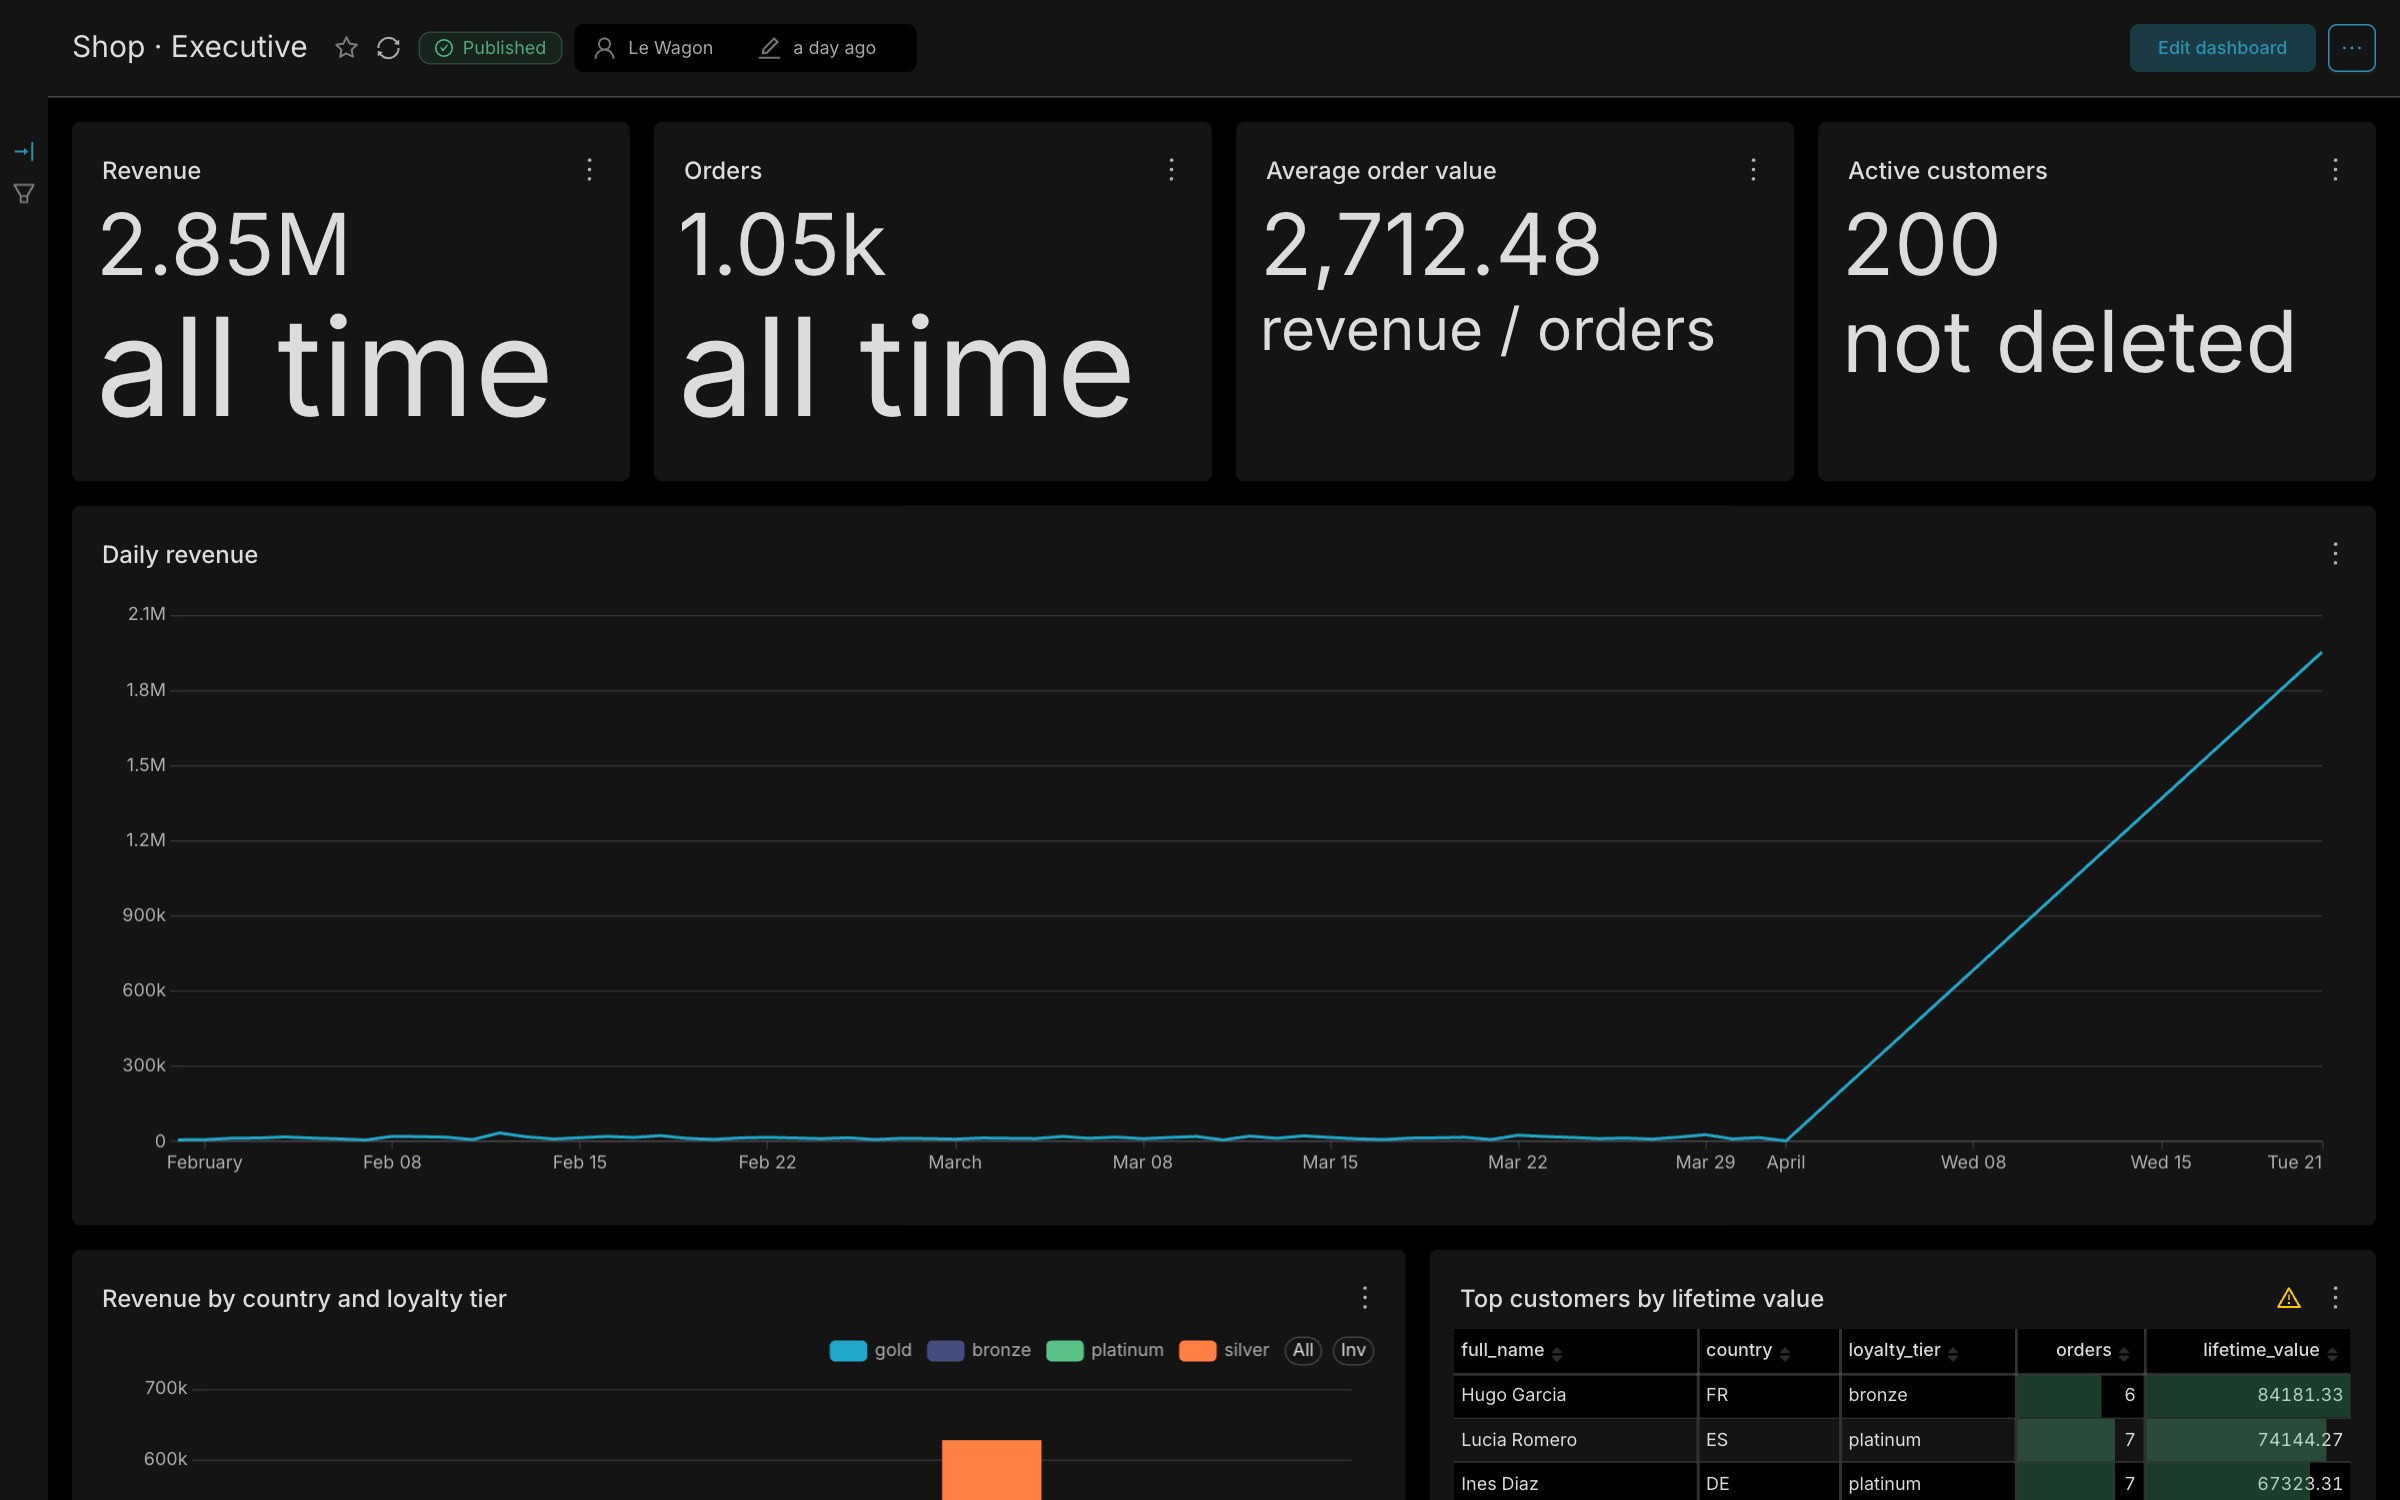 Shop · Executive
Published
Le Wagon
a day ago
Edit dashboard
Revenue
2.85M
all time
Orders
1.05k
all time
Average order value
2,712.48
revenue / orders
Active customers
200
not deleted
Daily revenue
2.1M
1.8M
1.5M
1.2M
900k
600k
300k
0
February Feb 08 Feb 15 Feb 22 March Mar 08 Mar 15 Mar 22 Mar 29 April Wed 08 Wed 15 Tue 21
Revenue by country and loyalty tier
gold bronze platinum silver All Inv
700k
600k
Top customers by lifetime value
full_name country loyalty_tier orders lifetime_value
Hugo Garcia FR bronze 6 84181.33
Lucia Romero ES platinum 7 74144.27
Ines Diaz DE platinum 7 67323.31